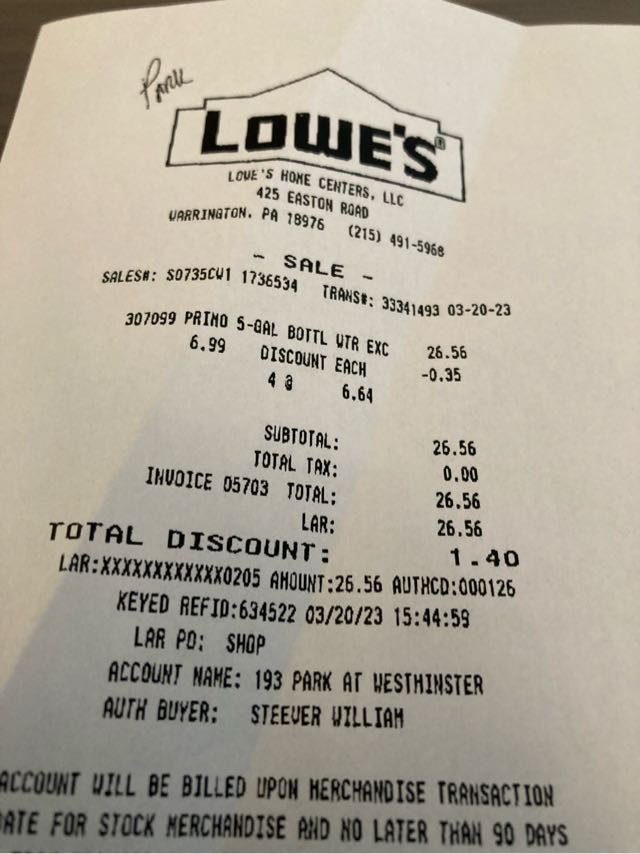 Park
LOWE'S®
LOWE'S HOME CENTERS, LLC
425 EASTON ROAD
WARRINGTON, PA 18976 (215) 491-5968
- SALE -
SALES#: S0735CW1 1736534 TRANS#: 33341493 03-20-23
307099 PRIMO 5-GAL BOTTL WTR EXC 26.56
6.99 DISCOUNT EACH -0.35
4 @ 6.64
SUBTOTAL: 26.56
TOTAL TAX: 0.00
INVOICE 05703 TOTAL: 26.56
LAR: 26.56
TOTAL DISCOUNT: 1.40
LAR:XXXXXXXXXXXX0205 AMOUNT:26.56 AUTHCD:000126
KEYED REFID:634522 03/20/23 15:44:59
LAR PO: SHOP
ACCOUNT NAME: 193 PARK AT WESTMINSTER
AUTH BUYER: STEEVER WILLIAM
ACCOUNT WILL BE BILLED UPON MERCHANDISE TRANSACTION
DATE FOR STOCK MERCHANDISE AND NO LATER THAN 90 DAYS